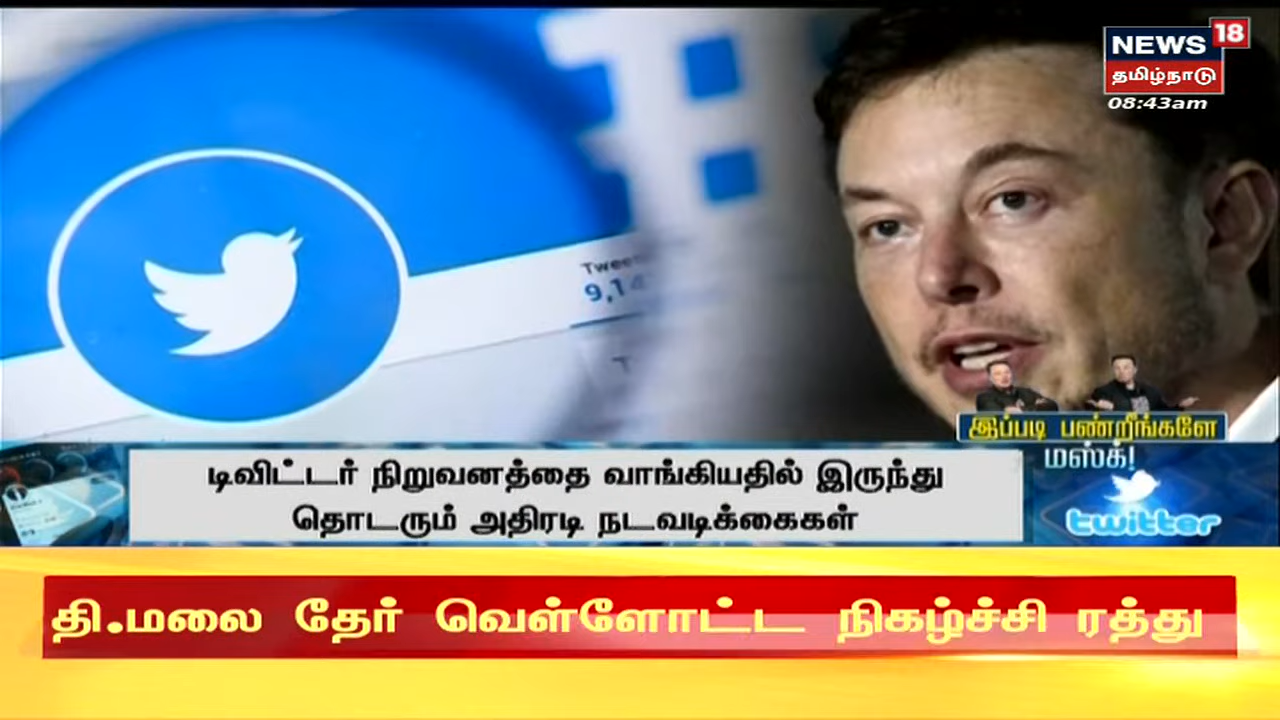 NEWS 18
தமிழ்நாடு
08:43am
9,14
இப்படி பண்றீங்களே
மஸ்க்!
twitter
டிவிட்டர் நிறுவனத்தை வாங்கியதில் இருந்து
தொடரும் அதிரடி நடவடிக்கைகள்
தி.மலை தேர் வெள்ளோட்ட நிகழ்ச்சி ரத்து